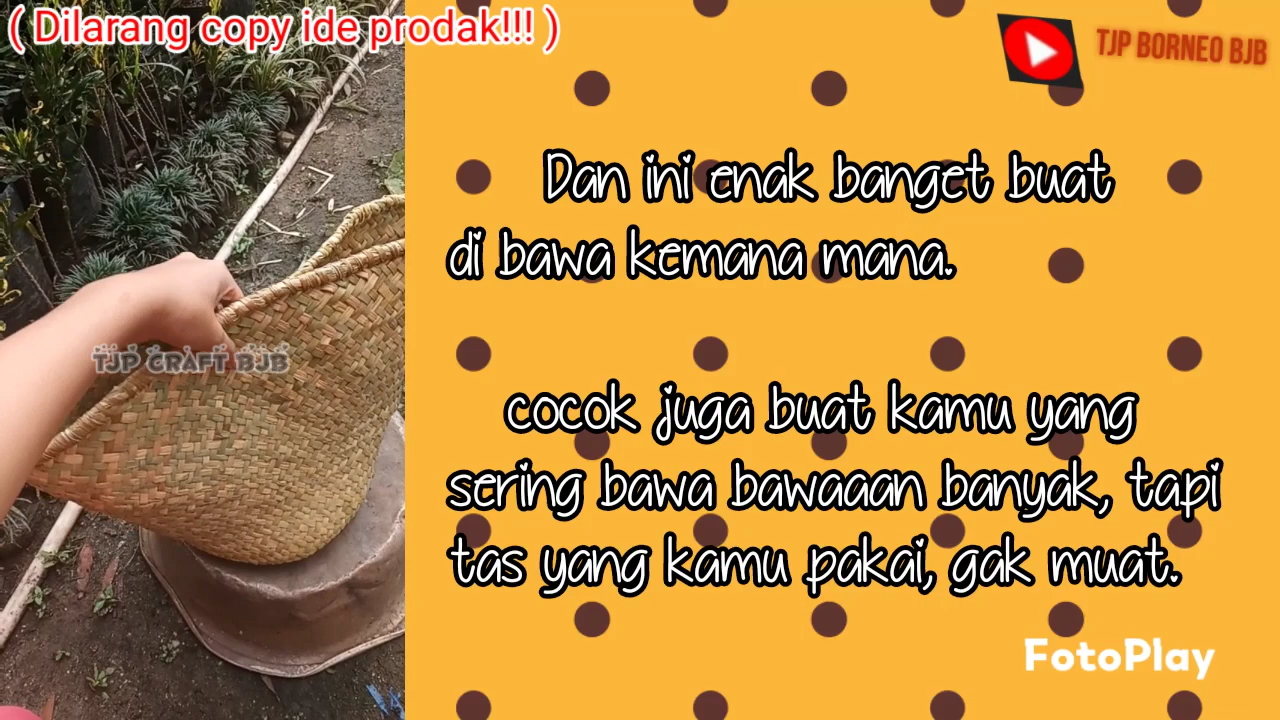 ( Dilarang copy ide prodak!!! )
TJP BORNEO BJB
Dan ini enak banget buat
di bawa kemana mana.
TJP CRAFT BJB
cocok juga buat kamu yang
sering bawa bawaaan banyak, tapi
tas yang kamu pakai, gak muat.
FotoPlay